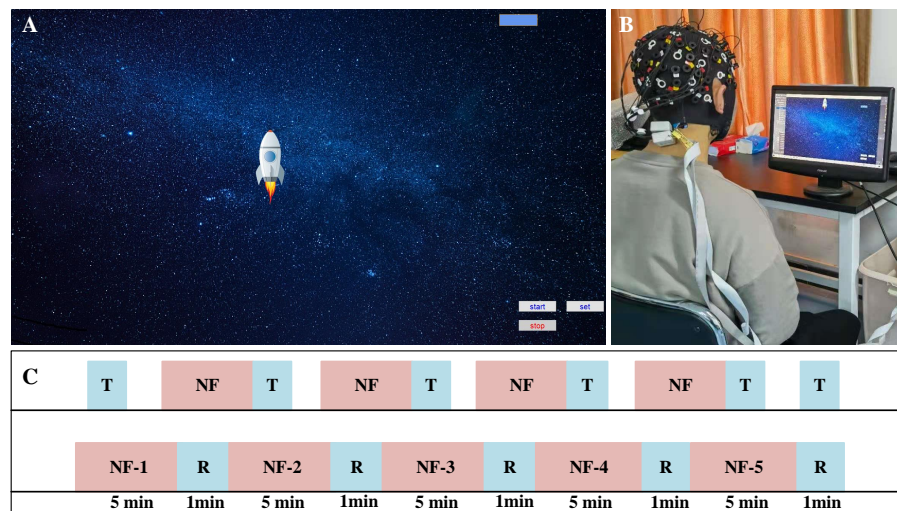 A
start set
stop
B
C
T NF T NF T NF T NF T T
NF-1 R NF-2 R NF-3 R NF-4 R NF-5 R
5 min 1min 5 min 1min 5 min 1min 5 min 1min 5 min 1min